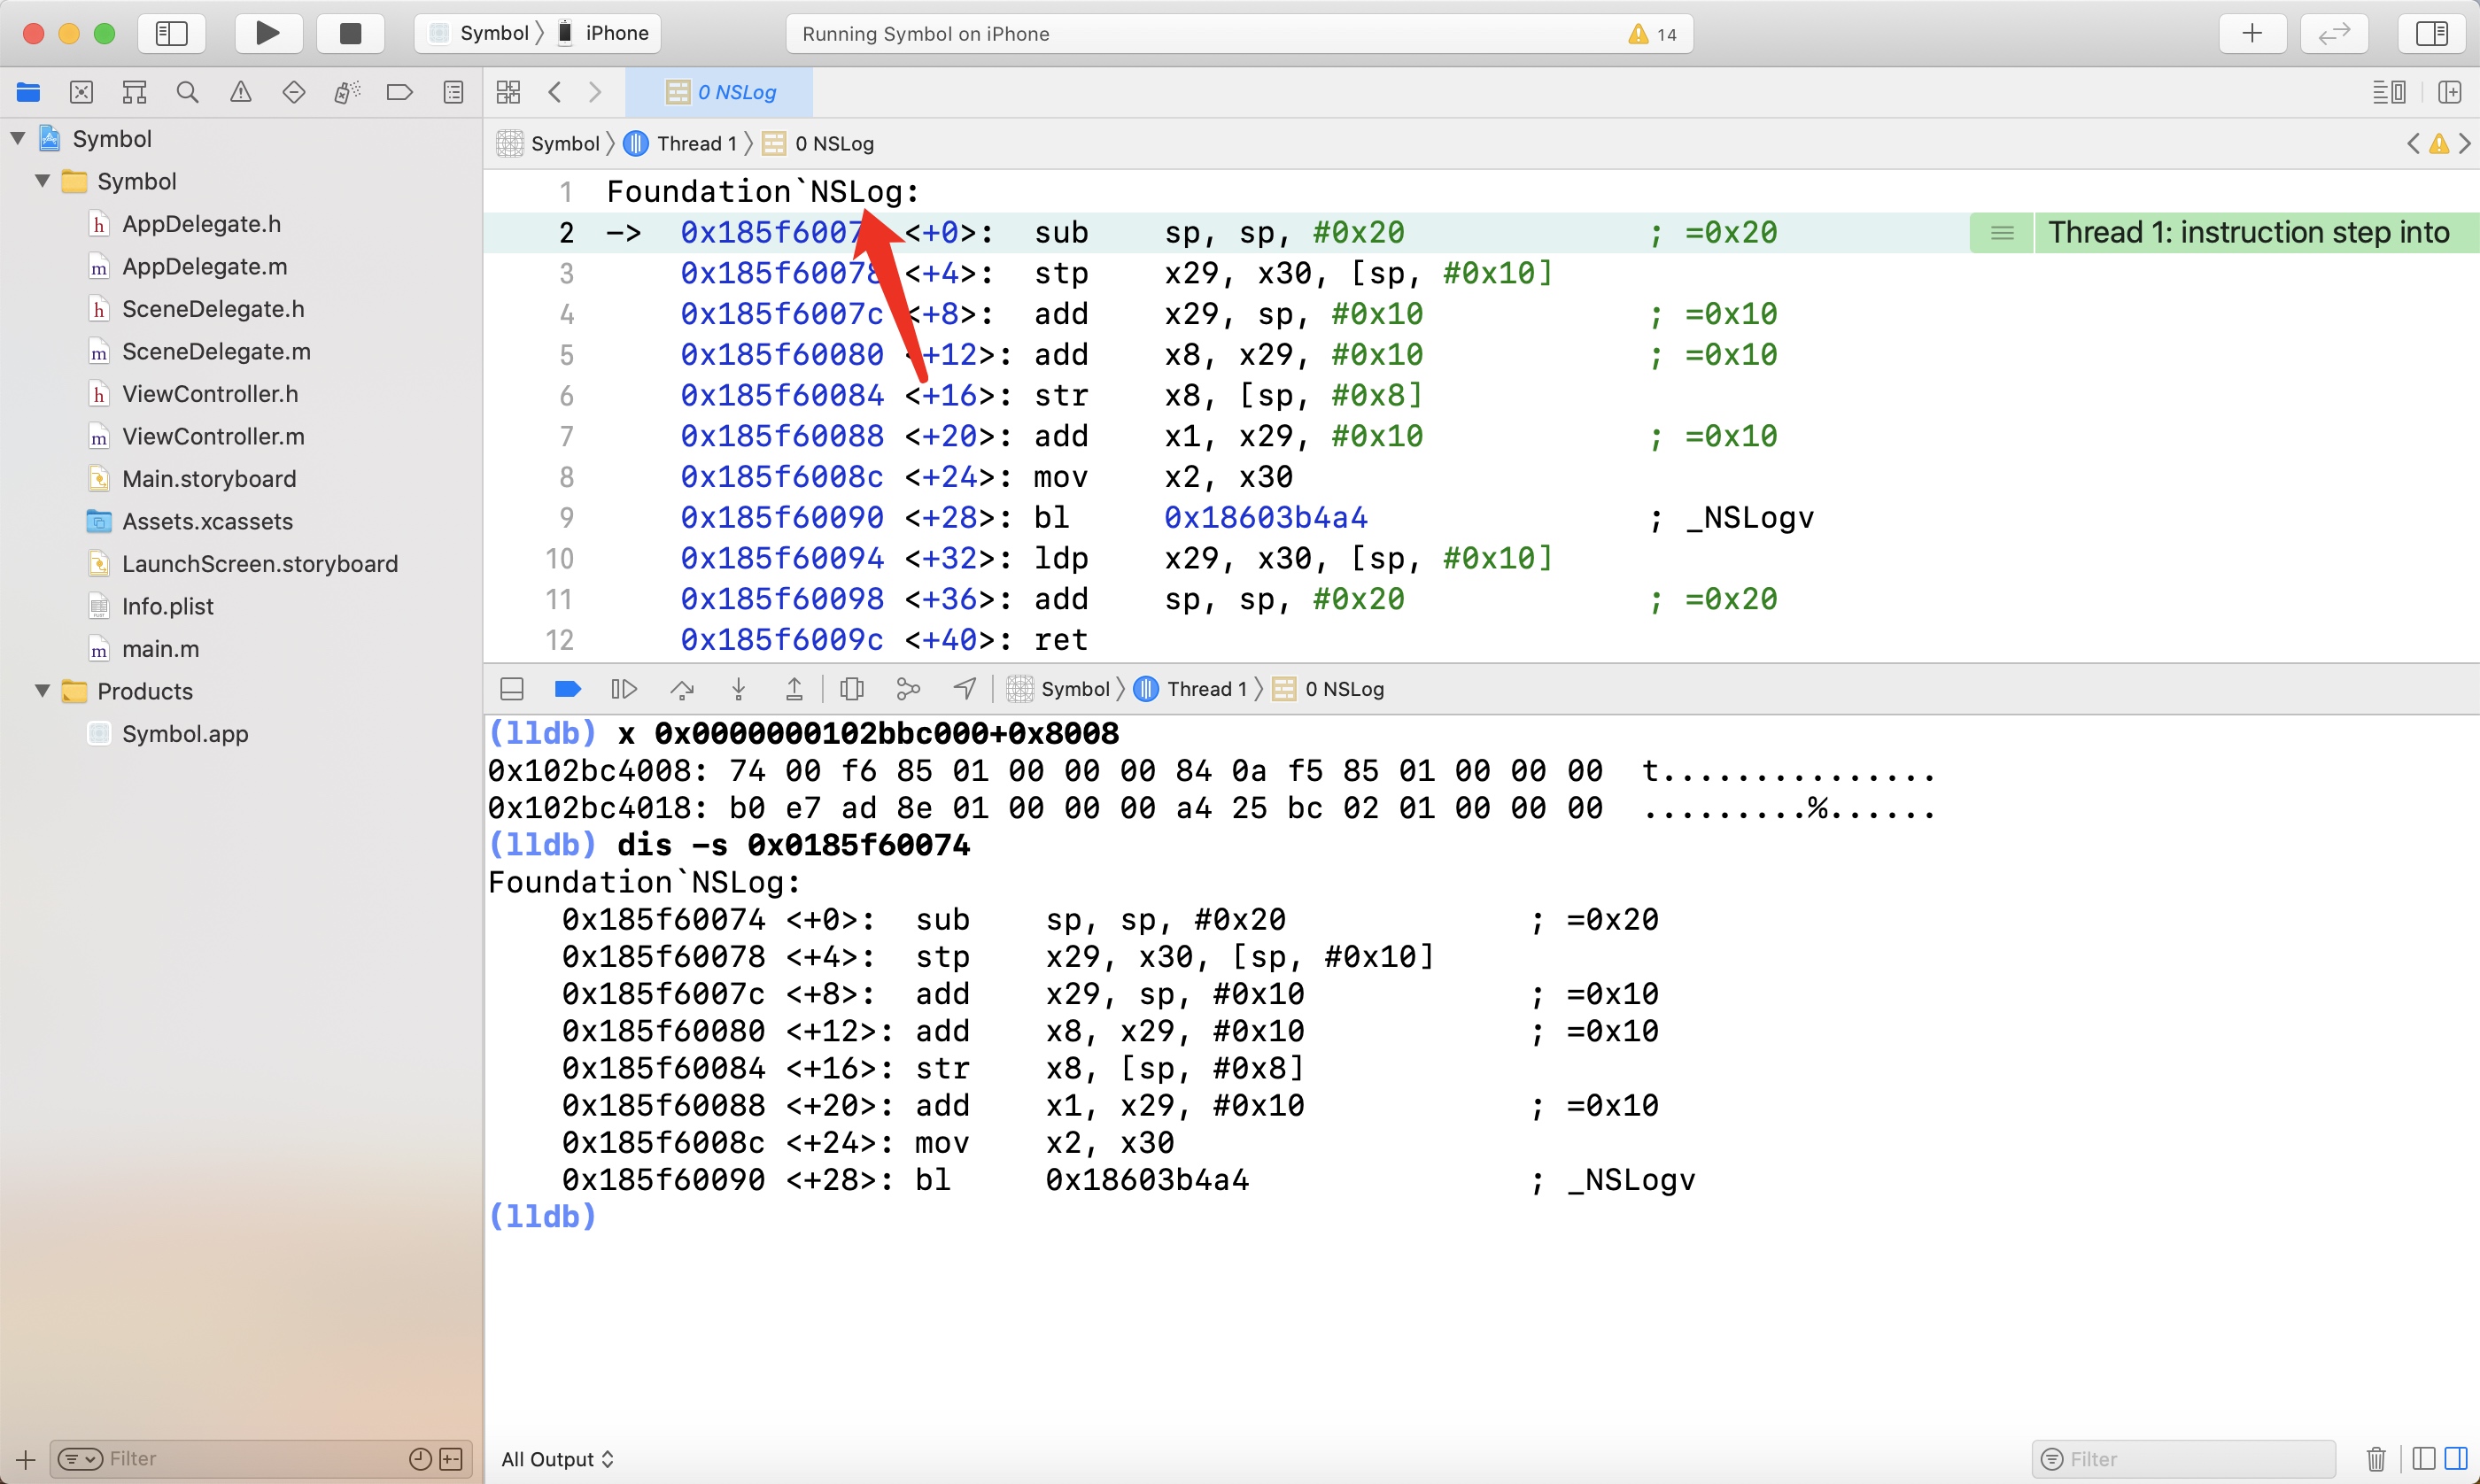 Symbol 〉 iPhone
Running Symbol on iPhone
14
0 NSLog
Symbol
Symbol
AppDelegate.h
AppDelegate.m
SceneDelegate.h
SceneDelegate.m
ViewController.h
ViewController.m
Main.storyboard
Assets.xcassets
LaunchScreen.storyboard
Info.plist
main.m
Products
Symbol.app
Filter
Symbol 〉 Thread 1 〉 0 NSLog
1 Foundation`NSLog:
2 -> 0x185f6007 <+0>: sub sp, sp, #0x20 ; =0x20
Thread 1: instruction step into
3 0x185f60078 <+4>: stp x29, x30, [sp, #0x10]
4 0x185f6007c <+8>: add x29, sp, #0x10 ; =0x10
5 0x185f60080 <+12>: add x8, x29, #0x10 ; =0x10
6 0x185f60084 <+16>: str x8, [sp, #0x8]
7 0x185f60088 <+20>: add x1, x29, #0x10 ; =0x10
8 0x185f6008c <+24>: mov x2, x30
9 0x185f60090 <+28>: bl 0x18603b4a4 ; _NSLogv
10 0x185f60094 <+32>: ldp x29, x30, [sp, #0x10]
11 0x185f60098 <+36>: add sp, sp, #0x20 ; =0x20
12 0x185f6009c <+40>: ret
Symbol 〉 Thread 1 〉 0 NSLog
(lldb) x 0x0000000102bbc000+0x8008
0x102bc4008: 74 00 f6 85 01 00 00 00 84 0a f5 85 01 00 00 00 t...............
0x102bc4018: b0 e7 ad 8e 01 00 00 00 a4 25 bc 02 01 00 00 00 .........%......
(lldb) dis -s 0x0185f60074
Foundation`NSLog:
0x185f60074 <+0>: sub sp, sp, #0x20 ; =0x20
0x185f60078 <+4>: stp x29, x30, [sp, #0x10]
0x185f6007c <+8>: add x29, sp, #0x10 ; =0x10
0x185f60080 <+12>: add x8, x29, #0x10 ; =0x10
0x185f60084 <+16>: str x8, [sp, #0x8]
0x185f60088 <+20>: add x1, x29, #0x10 ; =0x10
0x185f6008c <+24>: mov x2, x30
0x185f60090 <+28>: bl 0x18603b4a4 ; _NSLogv
(lldb)
All Output
Filter